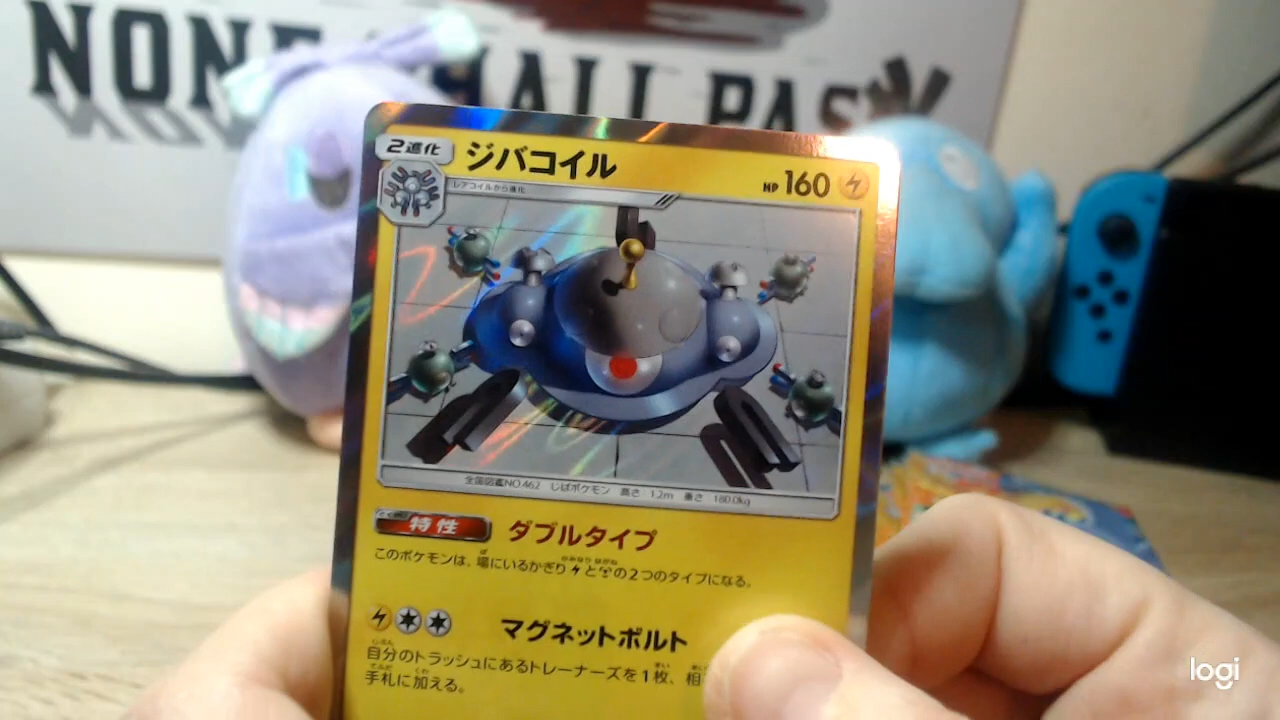 NONE SHALL PASS
2進化
ジバコイル
HP 160
レアコイルから進化
全国図鑑NO.462 じばポケモン 高さ 1.2m 重さ 180.0kg
特性
ダブルタイプ
このポケモンは、場にいるかぎりとの2つのタイプになる。
マグネットボルト
自分のトラッシュにあるトレーナーズを1枚、相
手札に加える。
logi